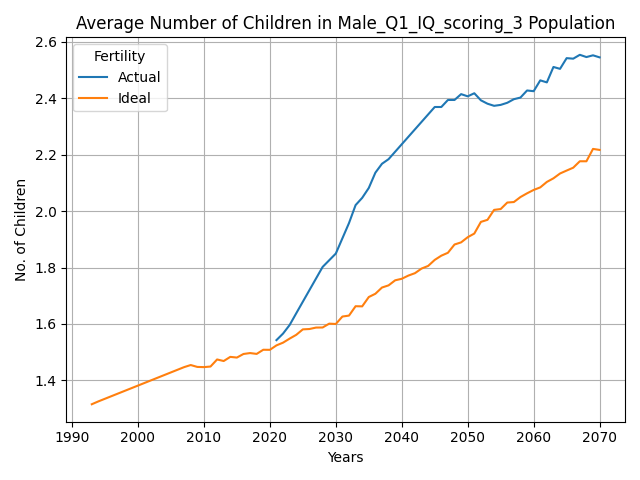 Average Number of Children in Male_Q1_IQ_scoring_3 Population
2.6
2.4
2.2
2.0
1.8
1.6
1.4
No. of Children
Fertility
Actual
Ideal
1990 2000 2010 2020 2030 2040 2050 2060 2070
Years